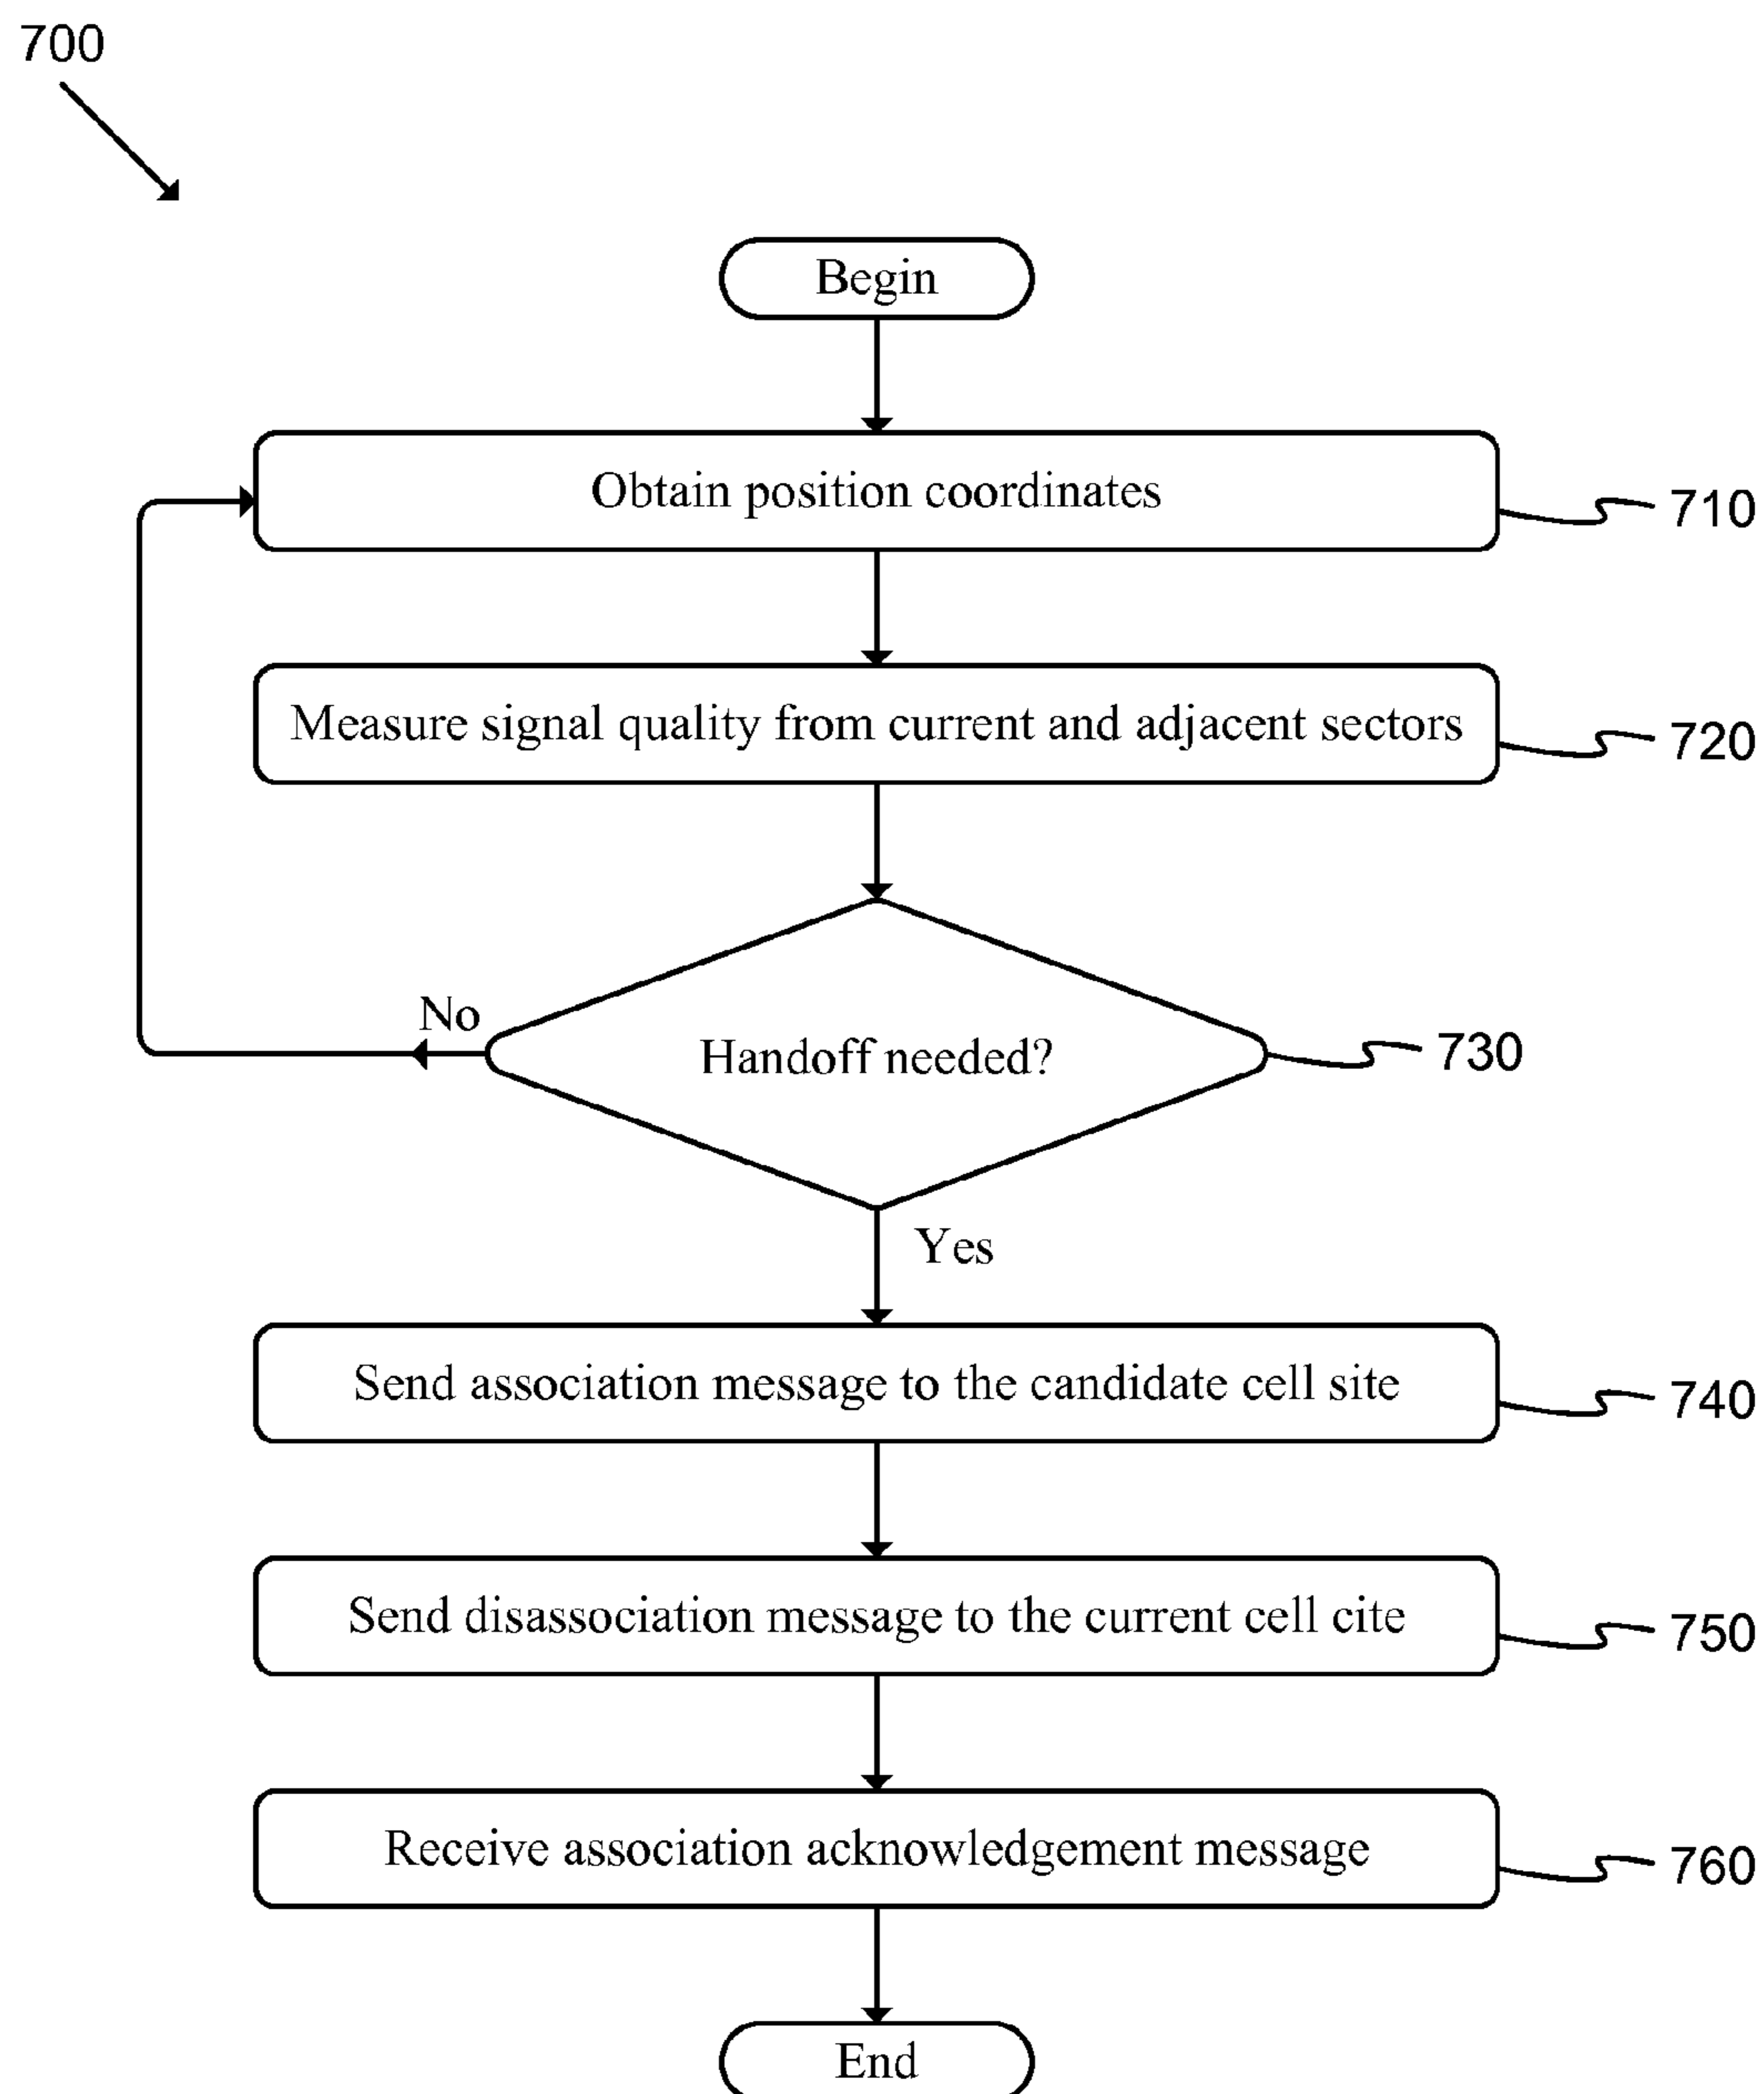 700
Begin
Obtain position coordinates
710
Measure signal quality from current and adjacent sectors
720
No
Handoff needed?
730
Yes
Send association message to the candidate cell site
740
Send disassociation message to the current cell cite
750
Receive association acknowledgement message
760
End